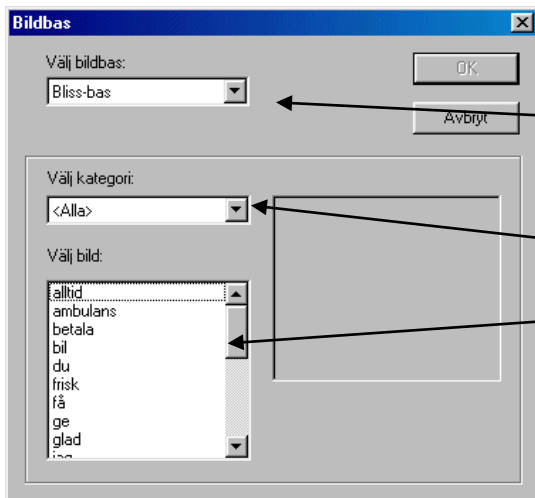 Bildbas
Välj bildbas:
Bliss-bas
OK
Avbryt
Välj kategori:
<Alla>
Välj bild:
alltid
ambulans
betala
bil
du
frisk
få
ge
glad
jag